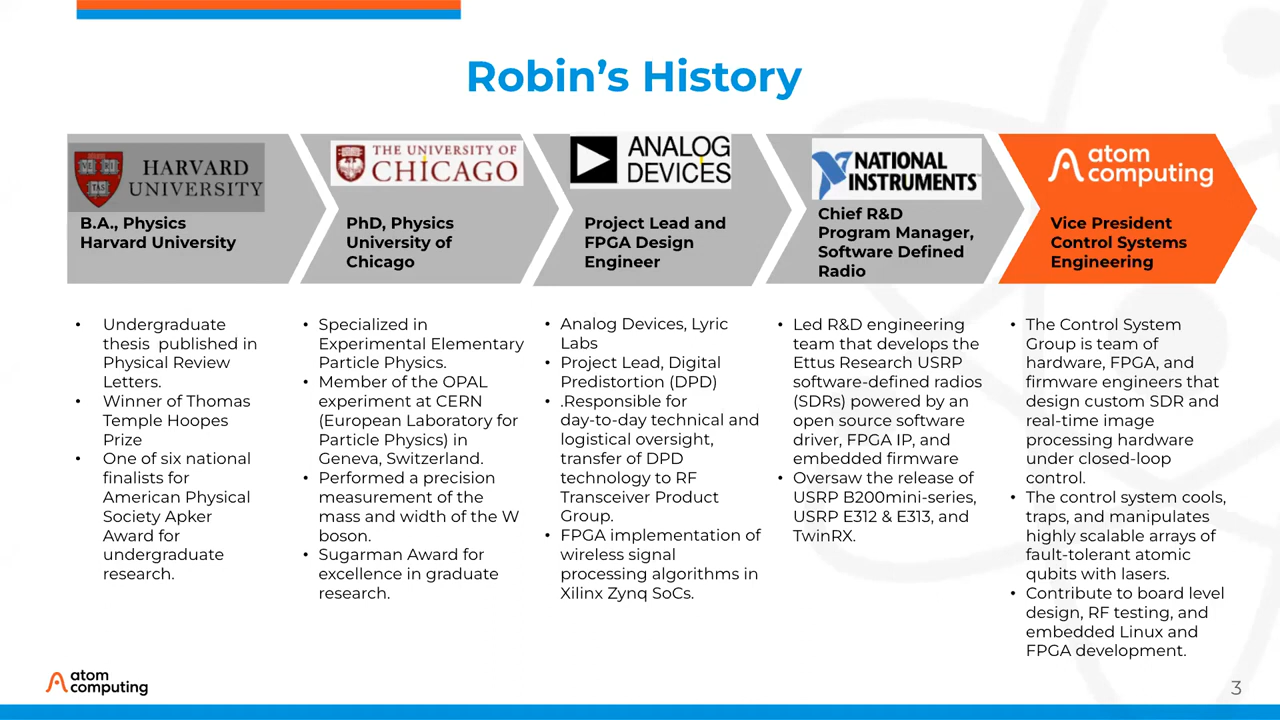 Robin's History
HARVARD
UNIVERSITY
B.A., Physics
Harvard University
THE UNIVERSITY OF
CHICAGO
PhD, Physics
University of
Chicago
ANALOG
DEVICES
Project Lead and
FPGA Design
Engineer
NATIONAL
INSTRUMENTS
Chief R&D
Program Manager,
Software Defined
Radio
atom
computing
Vice President
Control Systems
Engineering
• Undergraduate
thesis published in
Physical Review
Letters.
• Winner of Thomas
Temple Hoopes
Prize
• One of six national
finalists for
American Physical
Society Apker
Award for
undergraduate
research.
• Specialized in
Experimental Elementary
Particle Physics.
• Member of the OPAL
experiment at CERN
(European Laboratory for
Particle Physics) in
Geneva, Switzerland.
• Performed a precision
measurement of the
mass and width of the W
boson.
• Sugarman Award for
excellence in graduate
research.
• Analog Devices, Lyric
Labs
• Project Lead, Digital
Predistortion (DPD)
• .Responsible for
day-to-day technical and
logistical oversight,
transfer of DPD
technology to RF
Transceiver Product
Group.
• FPGA implementation of
wireless signal
processing algorithms in
Xilinx Zynq SoCs.
• Led R&D engineering
team that develops the
Ettus Research USRP
software-defined radios
(SDRs) powered by an
open source software
driver, FPGA IP, and
embedded firmware
• Oversaw the release of
USRP B200mini-series,
USRP E312 & E313, and
TwinRX.
• The Control System
Group is team of
hardware, FPGA, and
firmware engineers that
design custom SDR and
real-time image
processing hardware
under closed-loop
control.
• The control system cools,
traps, and manipulates
highly scalable arrays of
fault-tolerant atomic
qubits with lasers.
• Contribute to board level
design, RF testing, and
embedded Linux and
FPGA development.
atom
computing
3